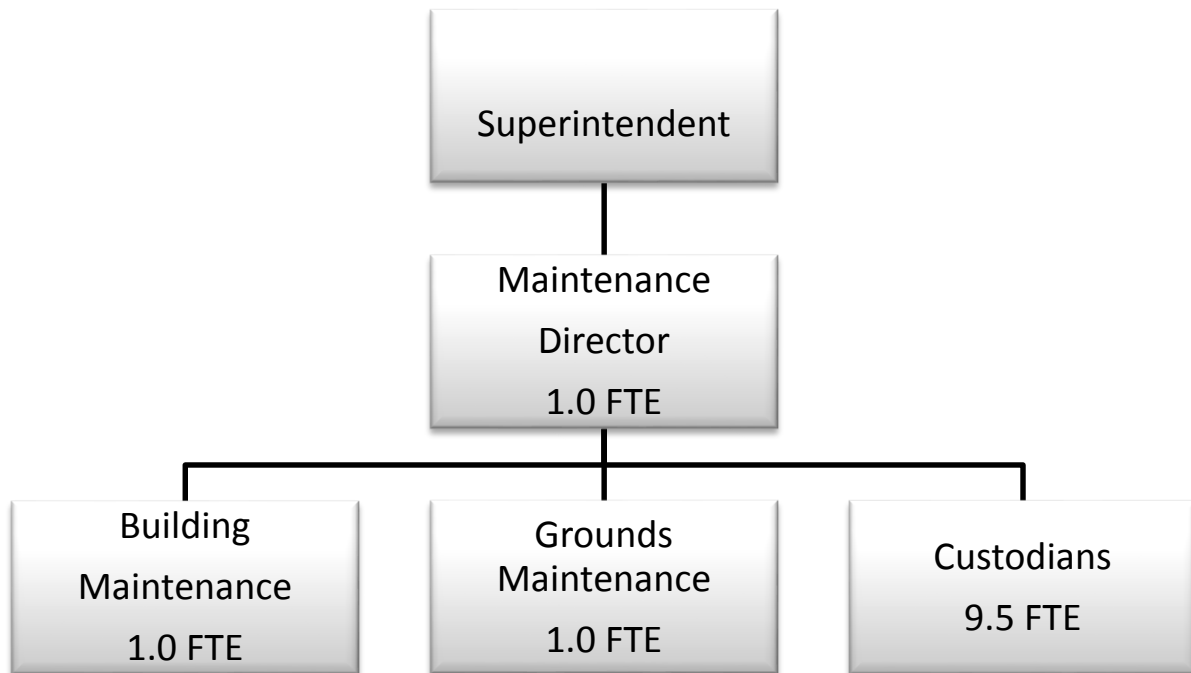 Superintendent
Maintenance
Director
1.0 FTE
Building
Maintenance
1.0 FTE
Grounds
Maintenance
1.0 FTE
Custodians
9.5 FTE